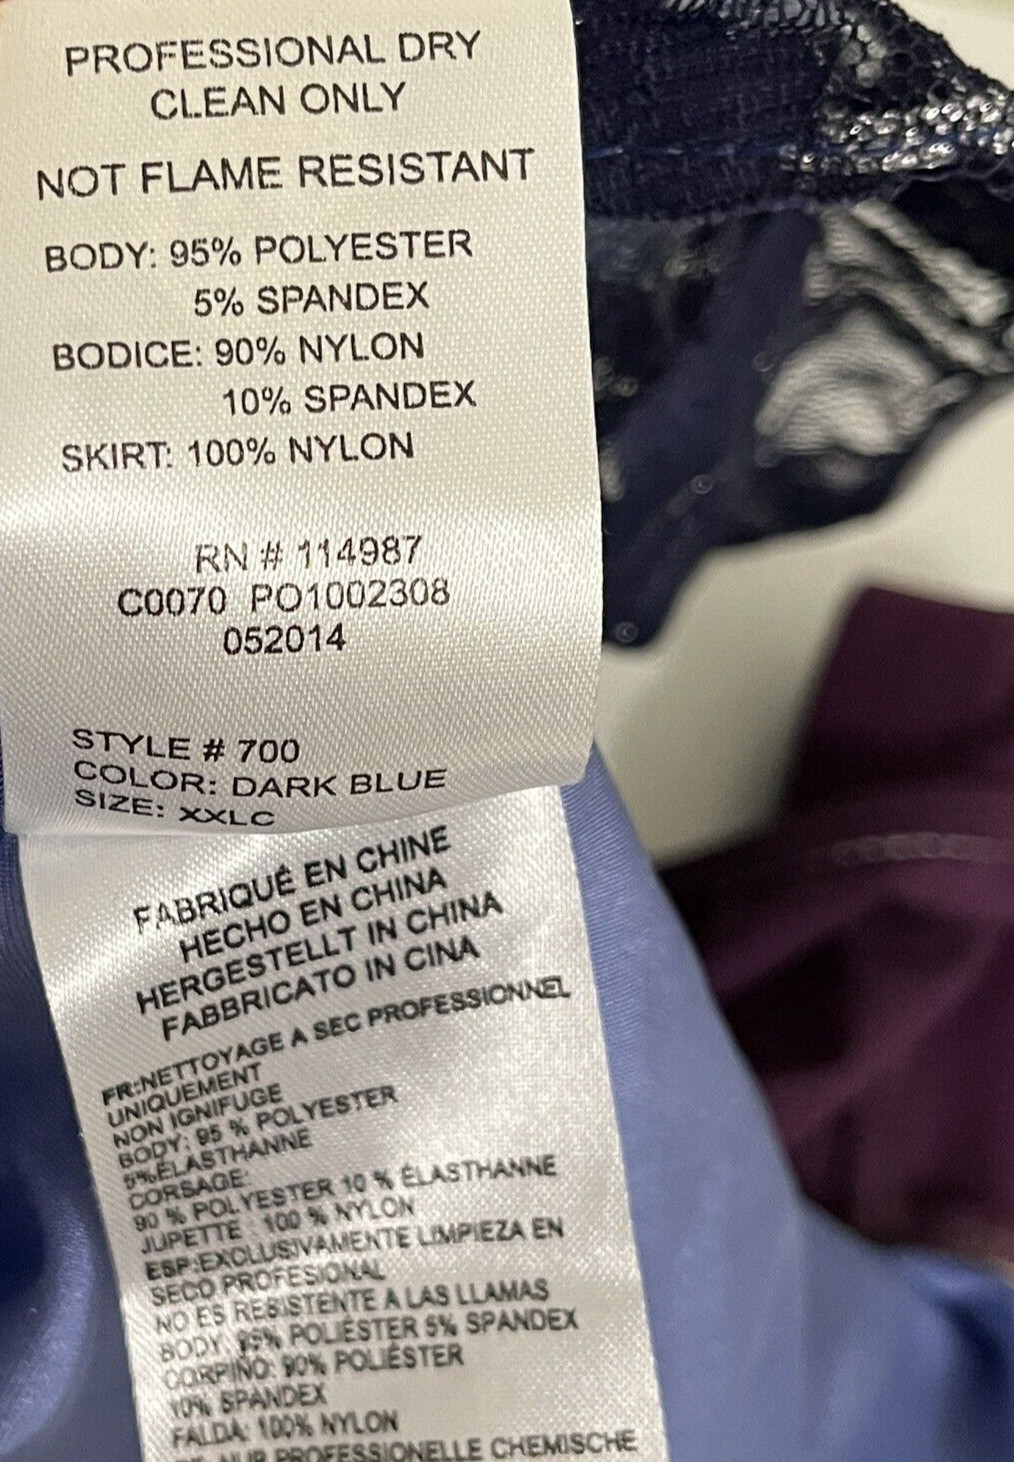 PROFESSIONAL DRY
CLEAN ONLY
NOT FLAME RESISTANT
BODY: 95% POLYESTER
5% SPANDEX
BODICE: 90% NYLON
10% SPANDEX
SKIRT: 100% NYLON
RN # 114987
C0070 PO1002308
052014
STYLE # 700
COLOR: DARK BLUE
SIZE: XXLC
FABRIQUÉ EN CHINE
HECHO EN CHINA
HERGESTELLT IN CHINA
FABBRICATO IN CINA
FR:NETTOYAGE A SEC PROFESSIONNEL
UNIQUEMENT
NON IGNIFUGE
BODY: 95 % POLYESTER
5%ÉLASTHANNE
CORSAGE:
90 % POLYESTER 10 % ÉLASTHANNE
JUPETTE : 100 % NYLON
ESP:EXCLUSIVAMENTE LIMPIEZA EN
SECO PROFESIONAL
NO ES RESISTENTE A LAS LLAMAS
BODY: 95% POLIÉSTER 5% SPANDEX
CORPIÑO: 90% POLIÉSTER
10% SPANDEX
FALDA: 100% NYLON
NUR PROFESSIONELLE CHEMISCHE